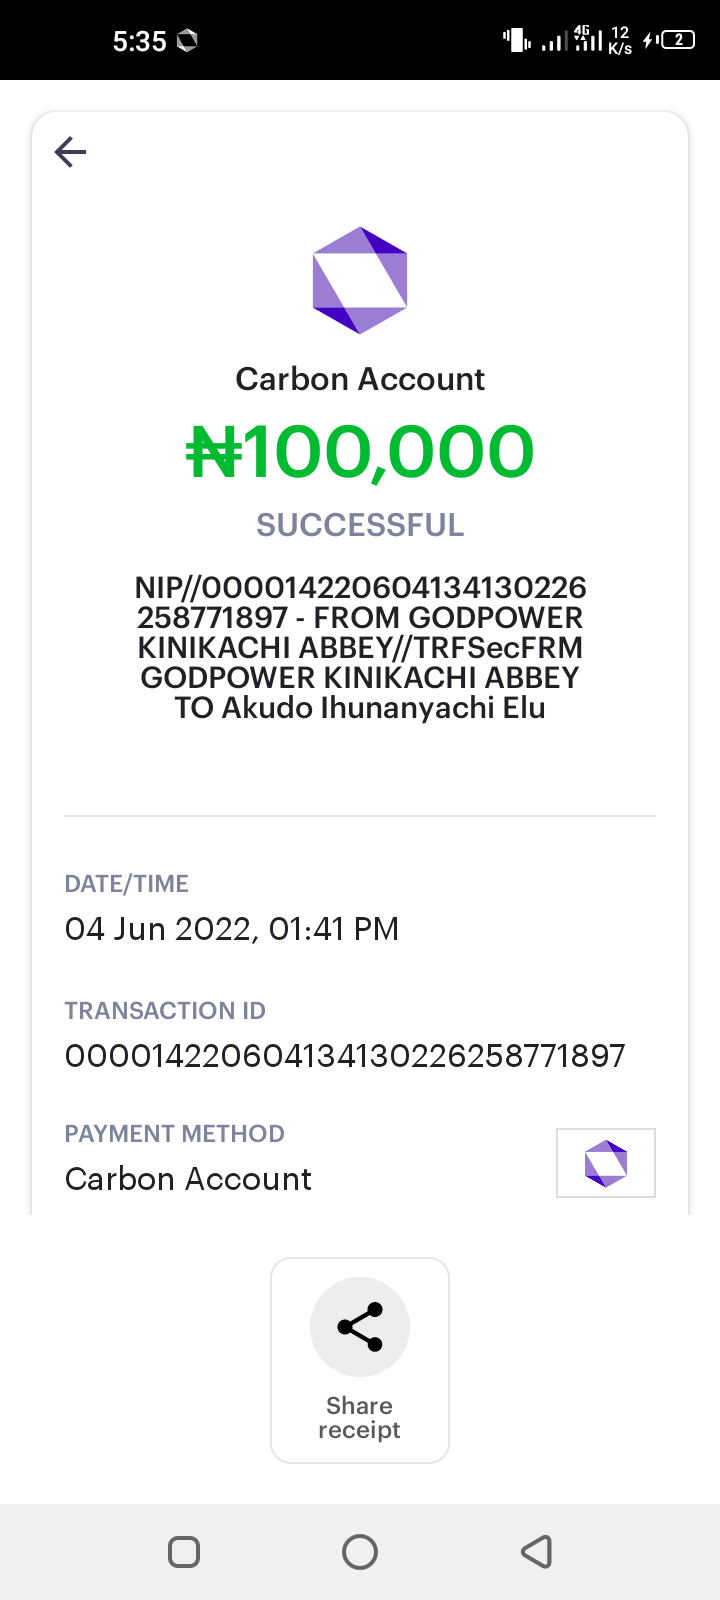 5:35
4G 12 K/s 2
Carbon Account
₦100,000
SUCCESSFUL
NIP//000014220604134130226
258771897 - FROM GODPOWER
KINIKACHI ABBEY//TRFSecFRM
GODPOWER KINIKACHI ABBEY
TO Akudo Ihunanyachi Elu
DATE/TIME
04 Jun 2022, 01:41 PM
TRANSACTION ID
000014220604134130226258771897
PAYMENT METHOD
Carbon Account
Share
receipt